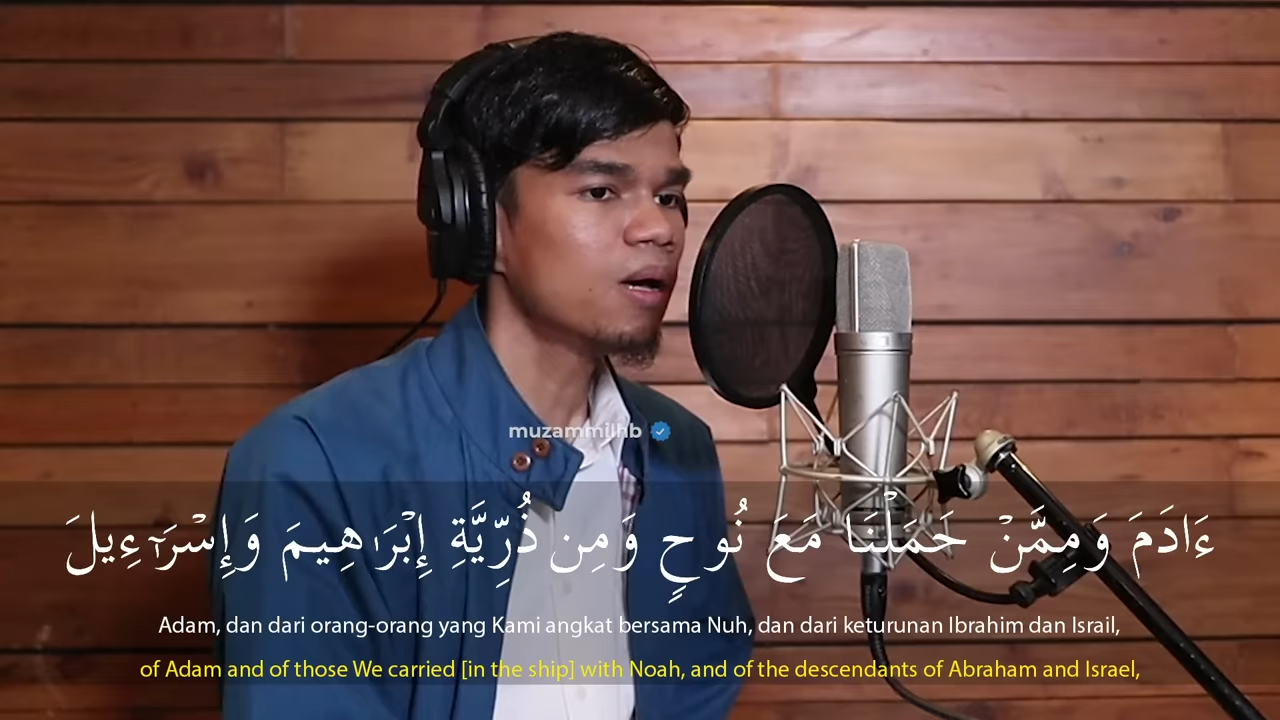 muzammilhb
ءَادَمَ وَمِمَّنْ حَمَلْنَا مَعَ نُوحٍ وَمِن ذُرِّيَّةِ إِبْرَٰهِيمَ وَإِسْرَٰٓءِيلَ
Adam, dan dari orang-orang yang Kami angkat bersama Nuh, dan dari keturunan Ibrahim dan Israil,
of Adam and of those We carried [in the ship] with Noah, and of the descendants of Abraham and Israel,